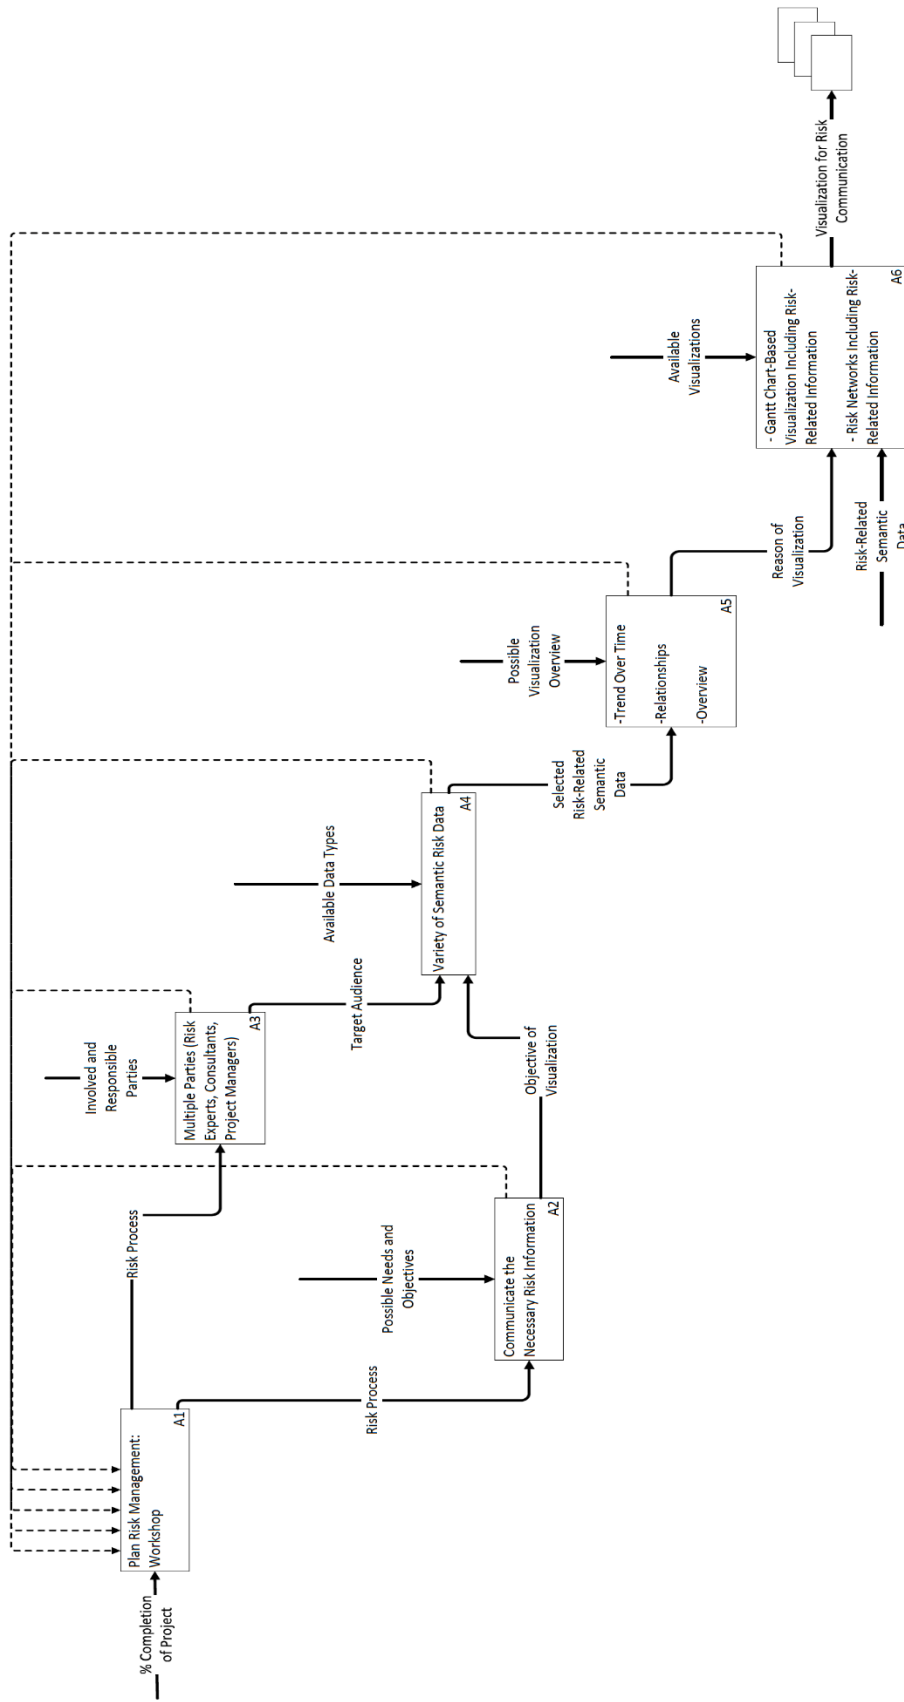 % Completion
of Project
Plan Risk Management:
Workshop
A1
Risk Process
Risk Process
Possible Needs and
Objectives
Communicate the
Necessary Risk Information
A2
Involved and
Responsible
Parties
Multiple Parties (Risk
Experts, Consultants,
Project Managers)
A3
Objective of
Visualization
Target Audience
Available Data Types
Variety of Semantic Risk Data
A4
Selected
Risk-Related
Semantic
Data
Possible
Visualization
Overview
-Trend Over Time
-Relationships
-Overview
A5
Reason of
Visualization
Risk-Related
Semantic
Data
Available
Visualizations
- Gantt Chart-Based
Visualization Including Risk-
Related Information
- Risk Networks Including Risk-
Related Information
A6
Visualization for Risk
Communication